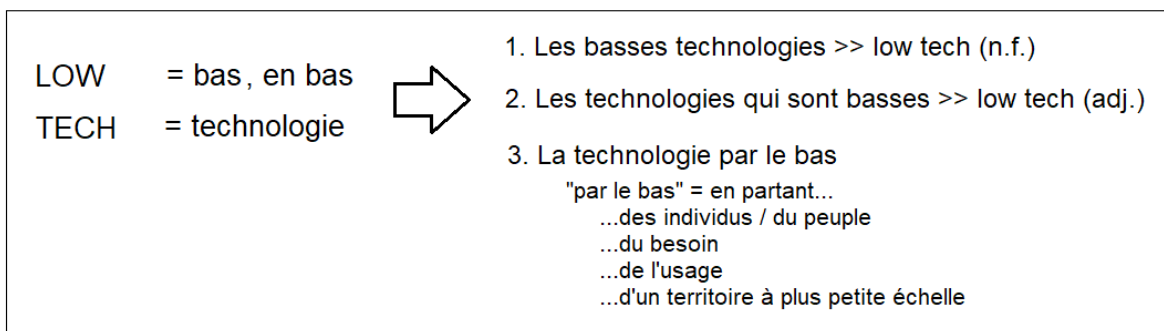 LOW = bas, en bas
TECH = technologie
1. Les basses technologies >> low tech (n.f.)
2. Les technologies qui sont basses >> low tech (adj.)
3. La technologie par le bas
"par le bas" = en partant...
...des individus / du peuple
...du besoin
...de l'usage
...d'un territoire à plus petite échelle